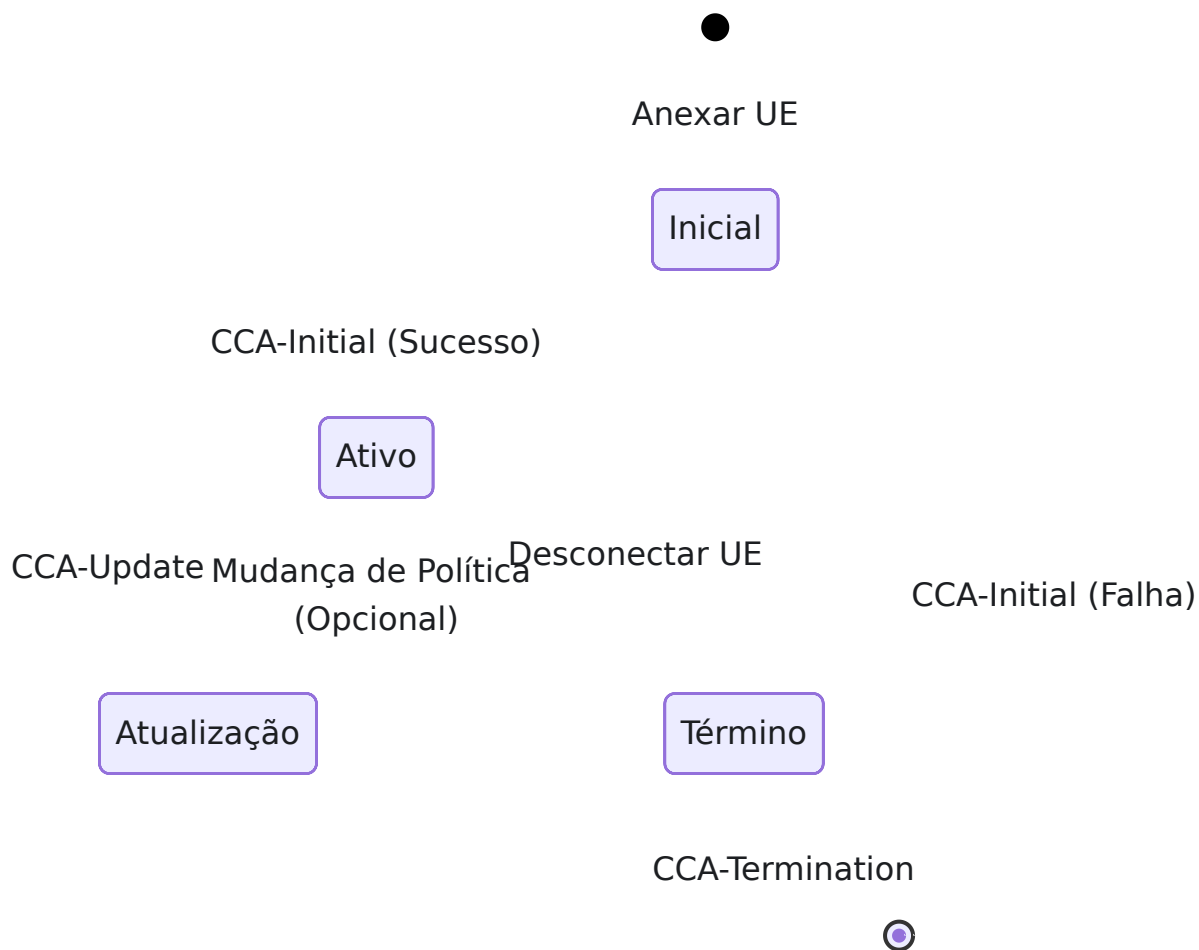 Anexar UE
Inicial
CCA-Initial (Sucesso)
Ativo
CCA-Update
Mudança de Política
(Opcional)
Desconectar UE
CCA-Initial (Falha)
Atualização
Término
CCA-Termination